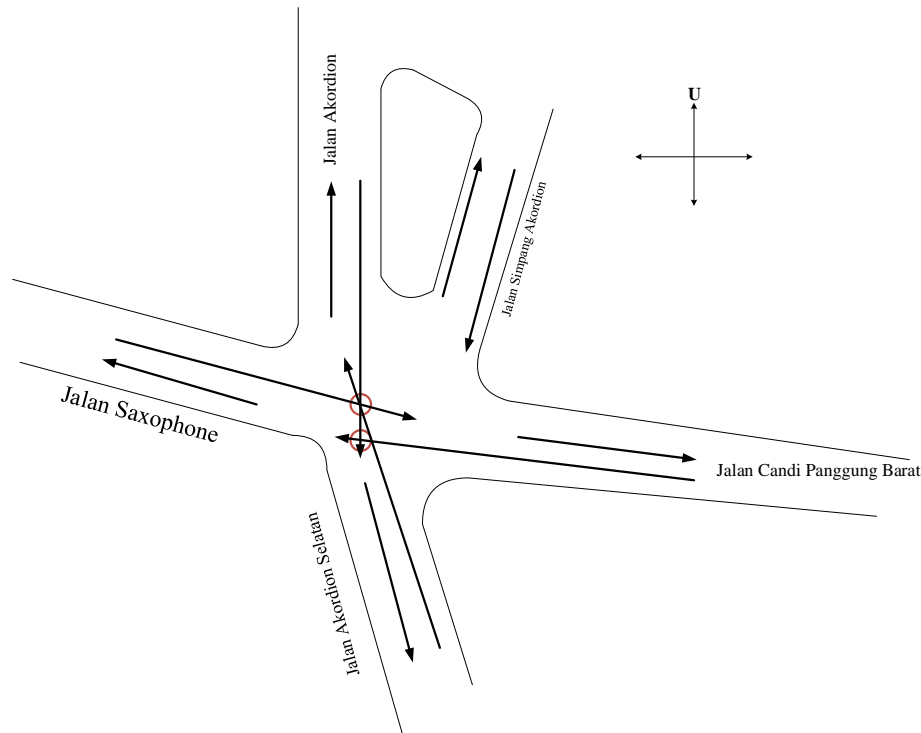 U
Jalan Akordion
Jalan Simpang Akordion
Jalan Saxophone
Jalan Candi Panggung Barat
Jalan Akordion Selatan